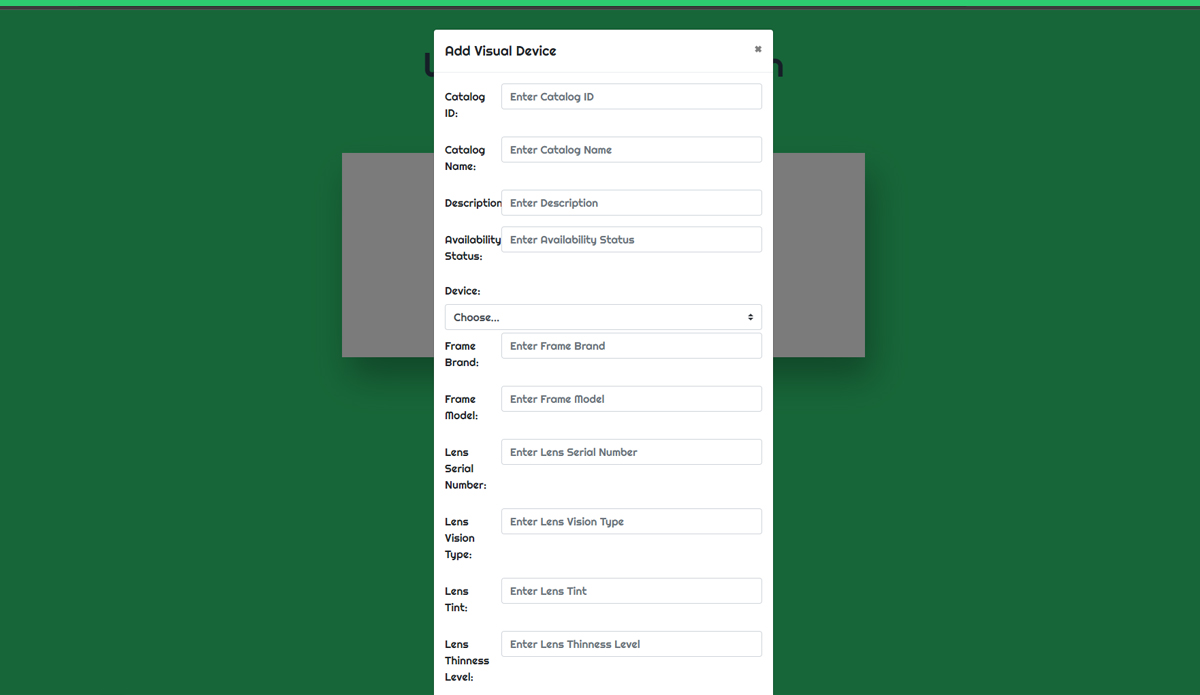 Add Visual Device ✖
Catalog
ID:
Enter Catalog ID
Catalog
Name:
Enter Catalog Name
Description
Enter Description
Availability
Status:
Enter Availability Status
Device:
Choose...
Frame
Brand:
Enter Frame Brand
Frame
Model:
Enter Frame Model
Lens
Serial
Number:
Enter Lens Serial Number
Lens
Vision
Type:
Enter Lens Vision Type
Lens
Tint:
Enter Lens Tint
Lens
Thinness
Level:
Enter Lens Thinness Level